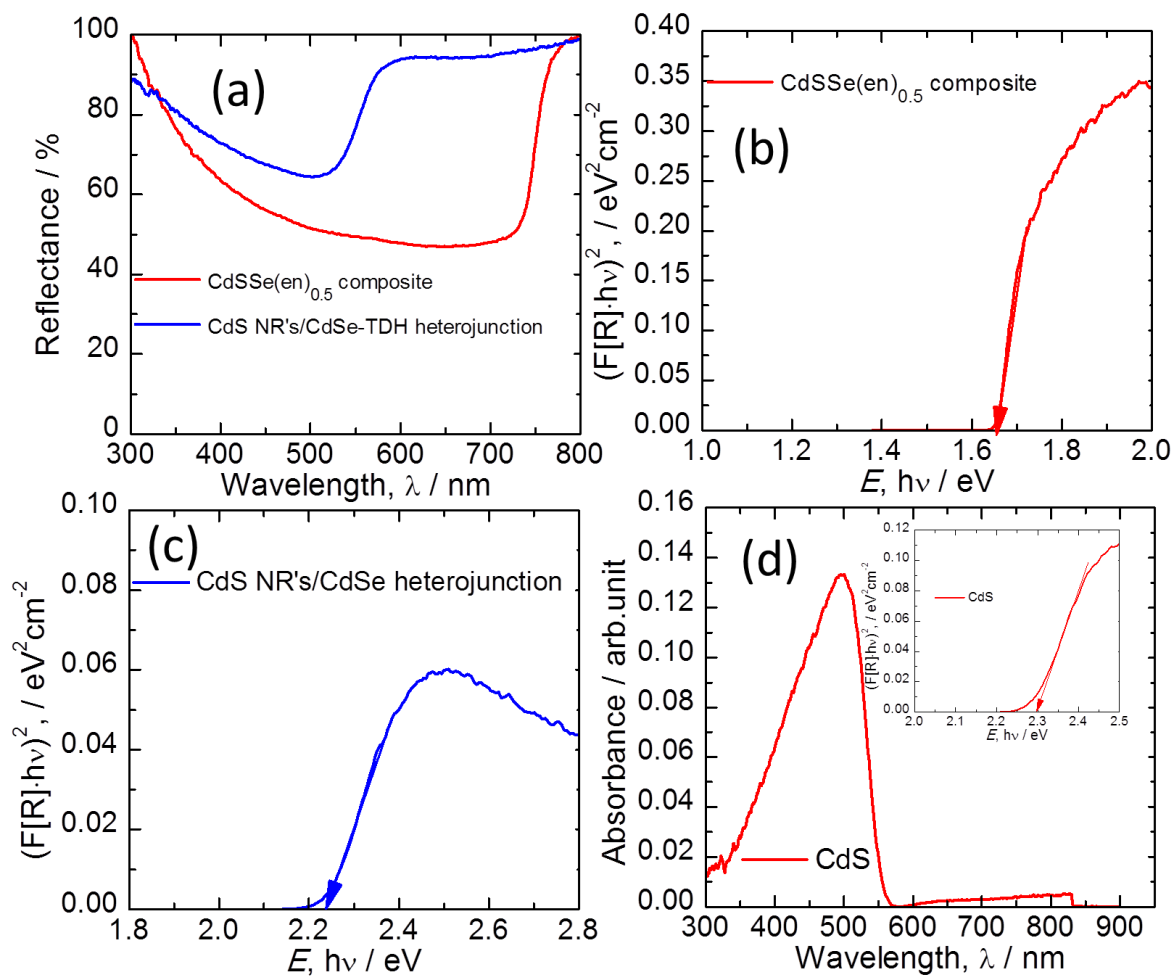 (a)
Reflectance / %
100
80
60
40
20
0
CdSSe(en)0.5 composite
CdS NR's/CdSe-TDH heterojunction
300 400 500 600 700 800
Wavelength, λ / nm
(b)
(F[R]·hν)2, / eV2cm-2
0.40
0.35
0.30
0.25
0.20
0.15
0.10
0.05
0.00
CdSSe(en)0.5 composite
1.0 1.2 1.4 1.6 1.8 2.0
E, hν / eV
(c)
(F[R]·hν)2, / eV2cm-2
0.10
0.08
0.06
0.04
0.02
0.00
CdS NR's/CdSe heterojunction
1.8 2.0 2.2 2.4 2.6 2.8
E, hν / eV
(d)
Absorbance / arb.unit
0.16
0.14
0.12
0.10
0.08
0.06
0.04
0.02
0.00
CdS
300 400 500 600 700 800 900
Wavelength, λ / nm
(F[R]·hν)2, / eV2cm-2
0.12
0.10
0.08
0.06
0.04
0.02
0.00
CdS
2.0 2.1 2.2 2.3 2.4 2.5
E, hν / eV